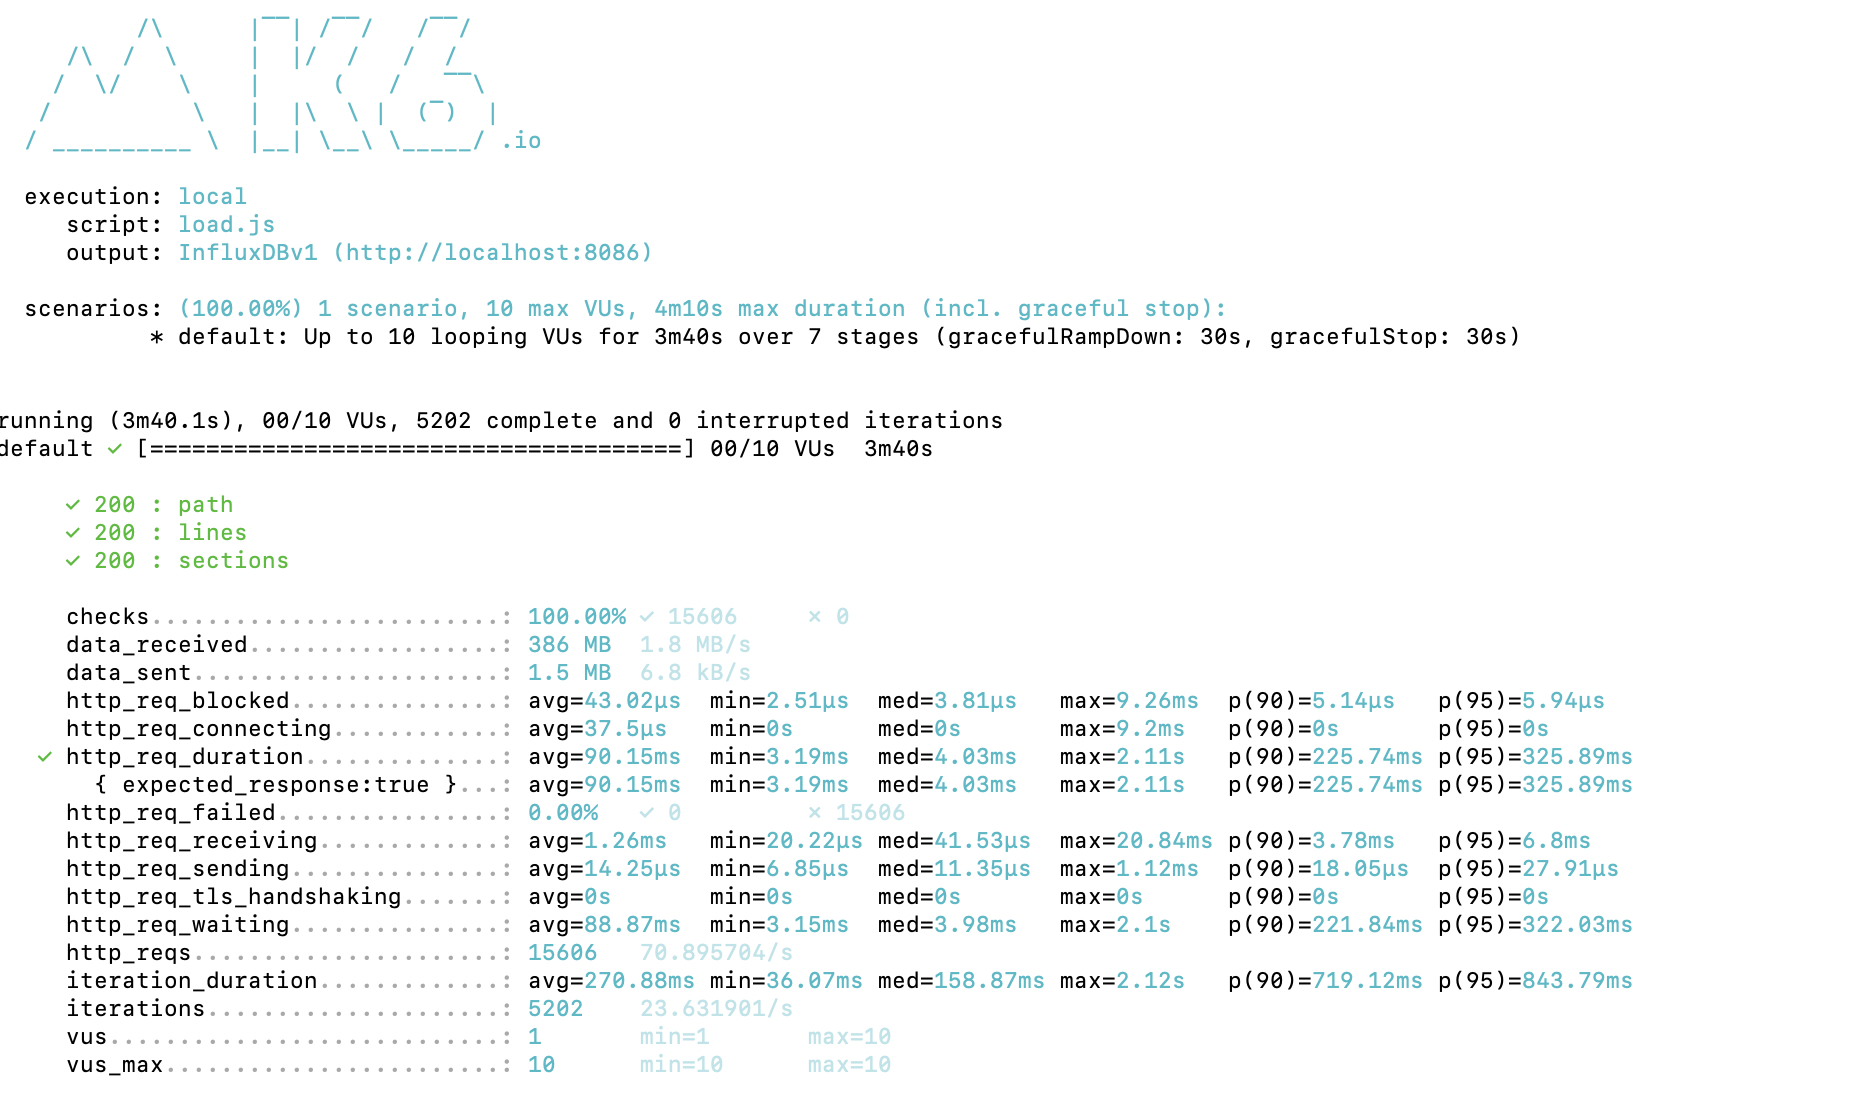 /\      |‾‾| /‾‾/   /‾‾/
     /\  /  \     |  |/  /   /  /
    /  \/    \    |     (   /   ‾‾\
   /          \   |  |\  \ |  (‾)  |
  / __________ \  |__| \__\ \_____/ .io
execution: local
script: load.js
output: InfluxDBv1 (http://localhost:8086)
scenarios: (100.00%) 1 scenario, 10 max VUs, 4m10s max duration (incl. graceful stop):
* default: Up to 10 looping VUs for 3m40s over 7 stages (gracefulRampDown: 30s, gracefulStop: 30s)
running (3m40.1s), 00/10 VUs, 5202 complete and 0 interrupted iterations
default ✓ [======================================] 00/10 VUs  3m40s
✓ 200 : path
✓ 200 : lines
✓ 200 : sections
checks.........................: 100.00% ✓ 15606     ✗ 0
data_received..................: 386 MB  1.8 MB/s
data_sent......................: 1.5 MB  6.8 kB/s
http_req_blocked...............: avg=43.02µs  min=2.51µs  med=3.81µs   max=9.26ms  p(90)=5.14µs   p(95)=5.94µs
http_req_connecting............: avg=37.5µs   min=0s      med=0s       max=9.2ms   p(90)=0s       p(95)=0s
✓ http_req_duration..............: avg=90.15ms  min=3.19ms  med=4.03ms   max=2.11s   p(90)=225.74ms p(95)=325.89ms
{ expected_response:true }...: avg=90.15ms  min=3.19ms  med=4.03ms   max=2.11s   p(90)=225.74ms p(95)=325.89ms
http_req_failed................: 0.00%   ✓ 0         ✗ 15606
http_req_receiving.............: avg=1.26ms   min=20.22µs med=41.53µs  max=20.84ms p(90)=3.78ms   p(95)=6.8ms
http_req_sending...............: avg=14.25µs  min=6.85µs  med=11.35µs  max=1.12ms  p(90)=18.05µs  p(95)=27.91µs
http_req_tls_handshaking.......: avg=0s       min=0s      med=0s       max=0s      p(90)=0s       p(95)=0s
http_req_waiting...............: avg=88.87ms  min=3.15ms  med=3.98ms   max=2.1s    p(90)=221.84ms p(95)=322.03ms
http_reqs......................: 15606   70.895704/s
iteration_duration.............: avg=270.88ms min=36.07ms med=158.87ms max=2.12s   p(90)=719.12ms p(95)=843.79ms
iterations.....................: 5202    23.631901/s
vus............................: 1       min=1       max=10
vus_max........................: 10      min=10      max=10